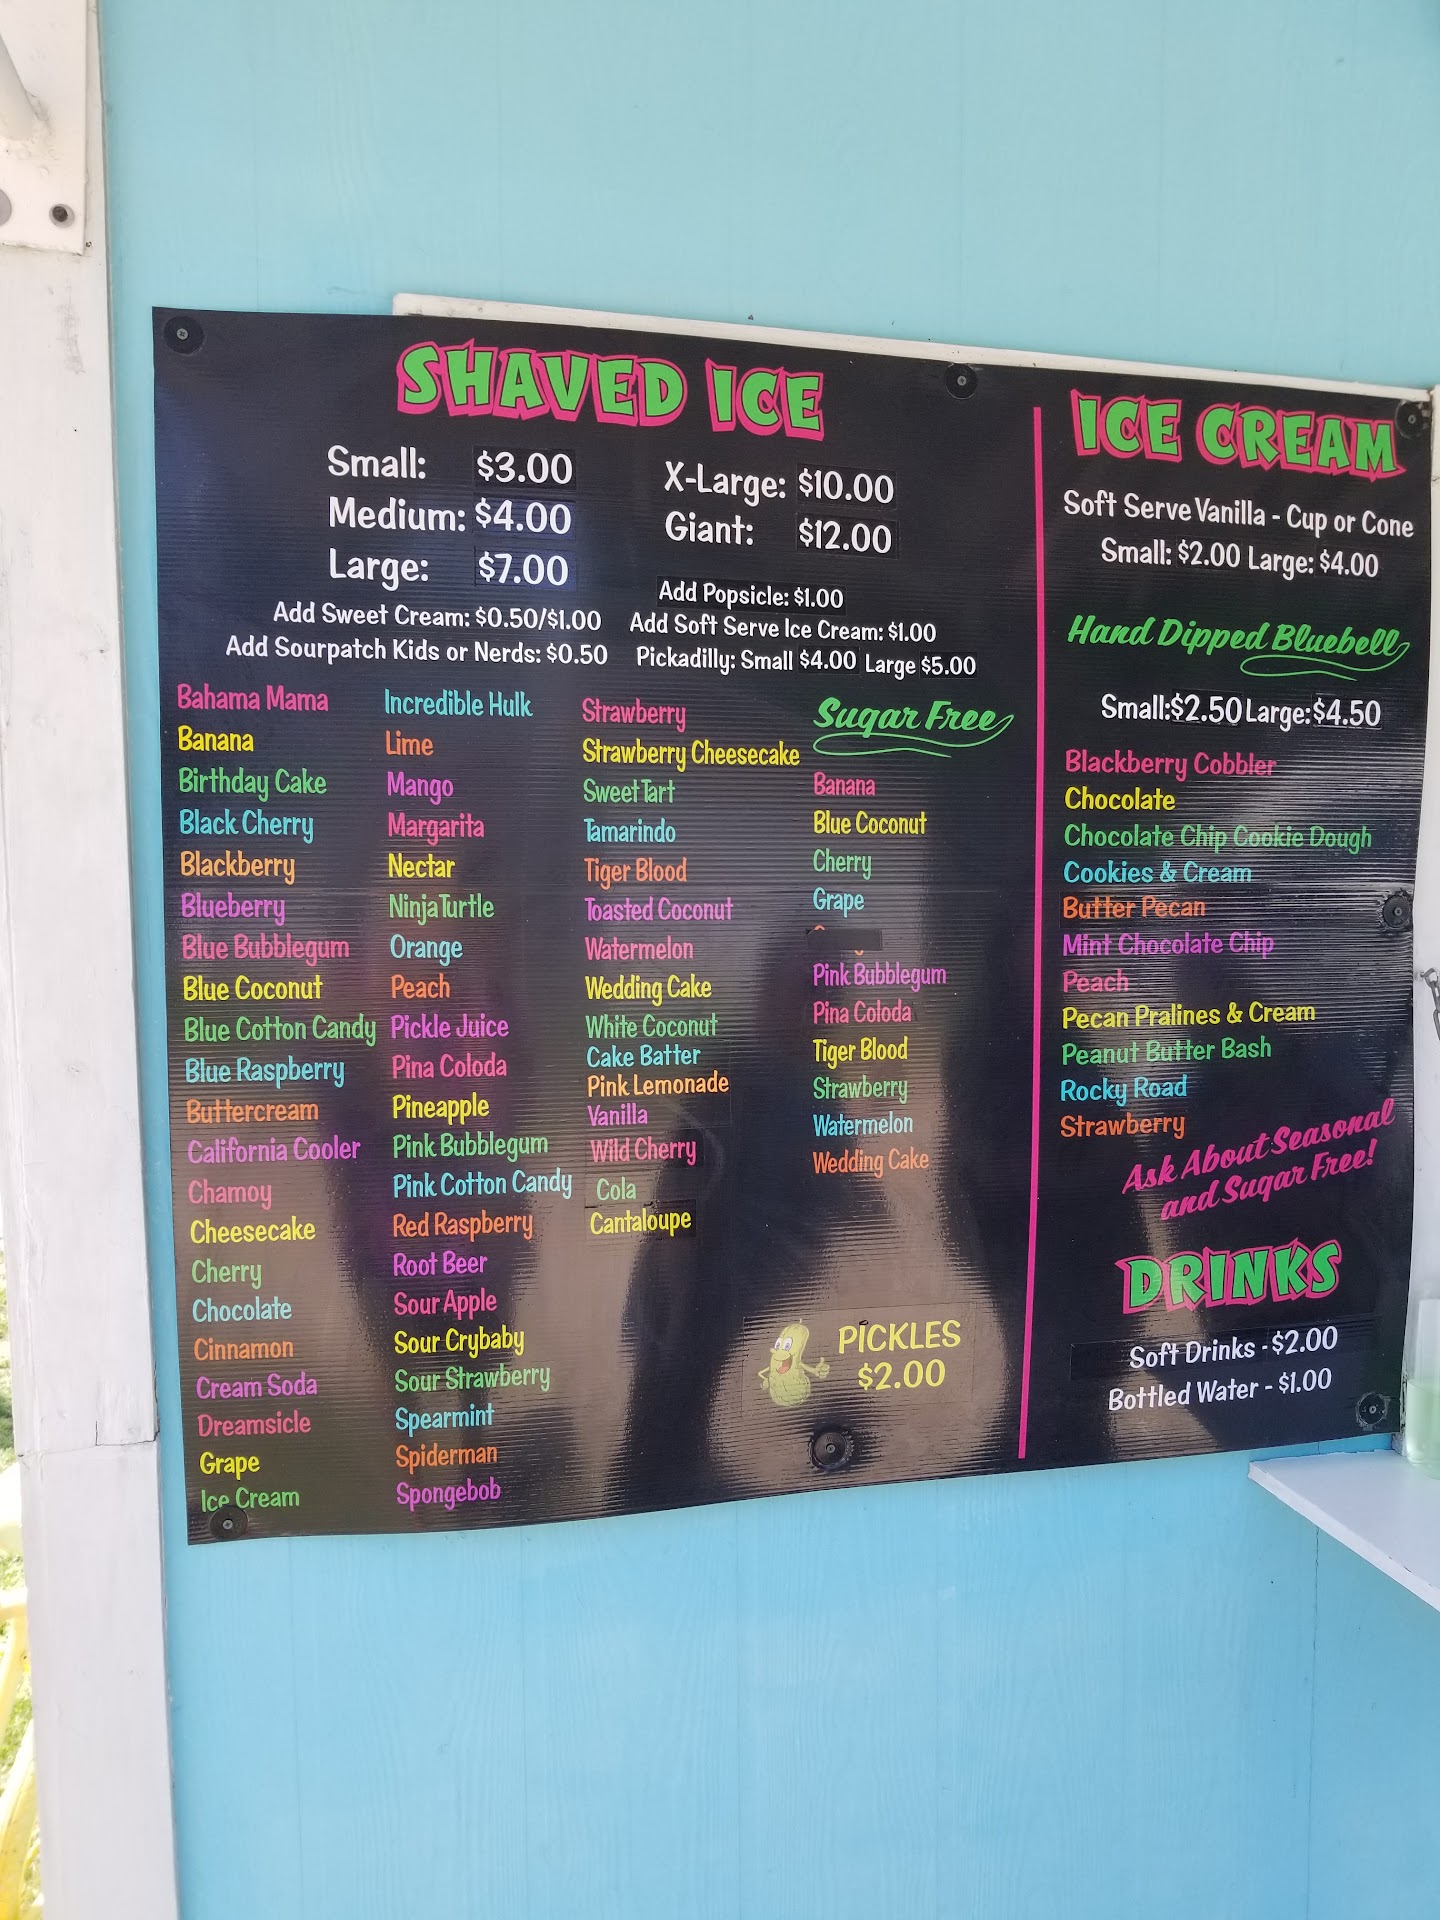 SHAVED ICE
Small: $3.00
Medium: $4.00
Large: $7.00
X-Large: $10.00
Giant: $12.00
Add Sweet Cream: $0.50/$1.00
Add Sourpatch Kids or Nerds: $0.50
Add Popsicle: $1.00
Add Soft Serve Ice Cream: $1.00
Pickadilly: Small $4.00 Large $5.00
Bahama Mama
Banana
Birthday Cake
Black Cherry
Blackberry
Blueberry
Blue Bubblegum
Blue Coconut
Blue Cotton Candy
Blue Raspberry
Buttercream
California Cooler
Chamoy
Cheesecake
Cherry
Chocolate
Cinnamon
Cream Soda
Dreamsicle
Grape
Ice Cream
Incredible Hulk
Lime
Mango
Margarita
Nectar
Ninja Turtle
Orange
Peach
Pickle Juice
Pina Coloda
Pineapple
Pink Bubblegum
Pink Cotton Candy
Red Raspberry
Root Beer
Sour Apple
Sour Crybaby
Sour Strawberry
Spearmint
Spiderman
Spongebob
Strawberry
Strawberry Cheesecake
SweetTart
Tamarindo
Tiger Blood
Toasted Coconut
Watermelon
Wedding Cake
White Coconut
Cake Batter
Pink Lemonade
Vanilla
Wild Cherry
Cola
Cantaloupe
Sugar Free
Banana
Blue Coconut
Cherry
Grape
Pink Bubblegum
Pina Coloda
Tiger Blood
Strawberry
Watermelon
Wedding Cake
PICKLES
$2.00
ICE CREAM
Soft Serve Vanilla - Cup or Cone
Small: $2.00 Large: $4.00
Hand Dipped Bluebell
Small:$2.50 Large:$4.50
Blackberry Cobbler
Chocolate
Chocolate Chip Cookie Dough
Cookies & Cream
Butter Pecan
Mint Chocolate Chip
Peach
Pecan Pralines & Cream
Peanut Butter Bash
Rocky Road
Strawberry
Ask About Seasonal
and Sugar Free!
DRINKS
Soft Drinks - $2.00
Bottled Water - $1.00